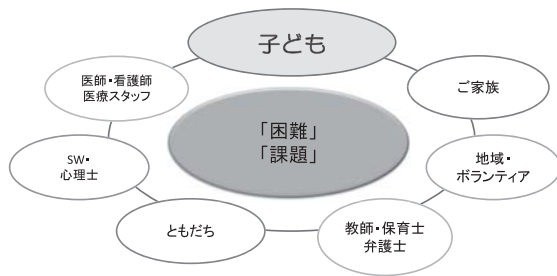 子ども
医師・看護師
医療スタッフ
ご家族
「困難」
「課題」
SW・
心理士
地域・
ボランティア
ともだち
教師・保育士
弁護士